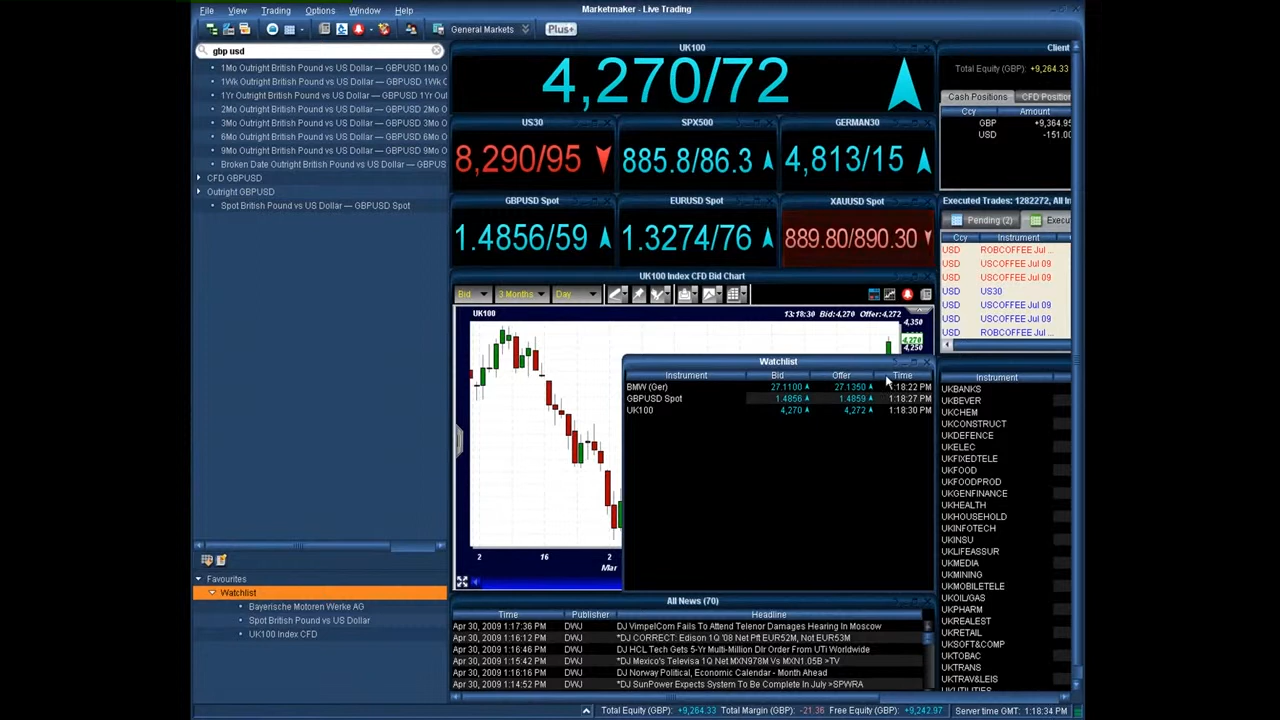 Marketmaker - Live Trading
File View Trading Options Window Help
General Markets Plus+
gbp usd
1Mo Outright British Pound vs US Dollar — GBPUSD 1Mo O
1Wk Outright British Pound vs US Dollar — GBPUSD 1Wk C
1Yr Outright British Pound vs US Dollar — GBPUSD 1Yr Out
2Mo Outright British Pound vs US Dollar — GBPUSD 2Mo O
3Mo Outright British Pound vs US Dollar — GBPUSD 3Mo O
6Mo Outright British Pound vs US Dollar — GBPUSD 6Mo O
9Mo Outright British Pound vs US Dollar — GBPUSD 9Mo O
Broken Date Outright British Pound vs US Dollar — GBPUS
CFD GBPUSD
Outright GBPUSD
Spot British Pound vs US Dollar — GBPUSD Spot
Favourites
Watchlist
Bayerische Motoren Werke AG
Spot British Pound vs US Dollar
UK100 Index CFD
UK100
4,270/72
US30 SPX500 GERMAN30
8,290/95 885.8/86.3 4,813/15
GBPUSD Spot EURUSD Spot XAUUSD Spot
1.4856/59 1.3274/76 889.80/890.30
UK100 Index CFD Bid Chart
Bid 3 Months Day
UK100 13:18:30 Bid:4,270 Offer:4,272
4,350
4,270
4,250
2 16 2
Mar
Watchlist
Instrument Bid Offer Time
BMW (Ger) 27.1100 27.1350 1:18:22 PM
GBPUSD Spot 1.4856 1.4859 1:18:27 PM
UK100 4,270 4,272 1:18:30 PM
All News (70)
Time Publisher Headline
Apr 30, 2009 1:17:36 PM DWJ DJ VimpelCom Fails To Attend Telenor Damages Hearing In Moscow
Apr 30, 2009 1:16:12 PM DWJ *DJ CORRECT: Edison 1Q '08 Net Pft EUR52M, Not EUR53M
Apr 30, 2009 1:16:46 PM DWJ DJ HCL Tech Gets 5-Yr Multi-Million Dlr Order From UTi Worldwide
Apr 30, 2009 1:15:42 PM DWJ *DJ Mexico's Televisa 1Q Net MXN978M Vs MXN1.05B >TV
Apr 30, 2009 1:16:16 PM DWJ DJ Norway Political, Economic Calendar - Month Ahead
Apr 30, 2009 1:14:52 PM DWJ *DJ SunPower Expects System To Be Complete In July >SPWRA
Client
Total Equity (GBP): +9,264.33
Cash Positions CFD Position
Ccy Amount
GBP +9,364.95
USD -151.00
Executed Trades: 1282272, All In
Pending (2) Execu
Ccy Instrument
USD ROBCOFFEE Jul ...
USD USCOFFEE Jul 09
USD USCOFFEE Jul 09
USD US30
USD USCOFFEE Jul 09
USD USCOFFEE Jul 09
USD ROBCOFFEE Jul ...
Instrument
UKBANKS
UKBEVER
UKCHEM
UKCONSTRUCT
UKDEFENCE
UKELEC
UKFIXEDTELE
UKFOOD
UKFOODPROD
UKGENFINANCE
UKHEALTH
UKHOUSEHOLD
UKINFOTECH
UKINSU
UKLIFEASSUR
UKMEDIA
UKMINING
UKMOBILETELE
UKOIL/GAS
UKPHARM
UKREALEST
UKRETAIL
UKSOFT&COMP
UKTOBAC
UKTRANS
UKTRAV&LEIS
UKUTILITIES
Total Equity (GBP): +9,264.33 Total Margin (GBP): -21.36 Free Equity (GBP): +9,242.97 Server time GMT: 1:18:34 PM